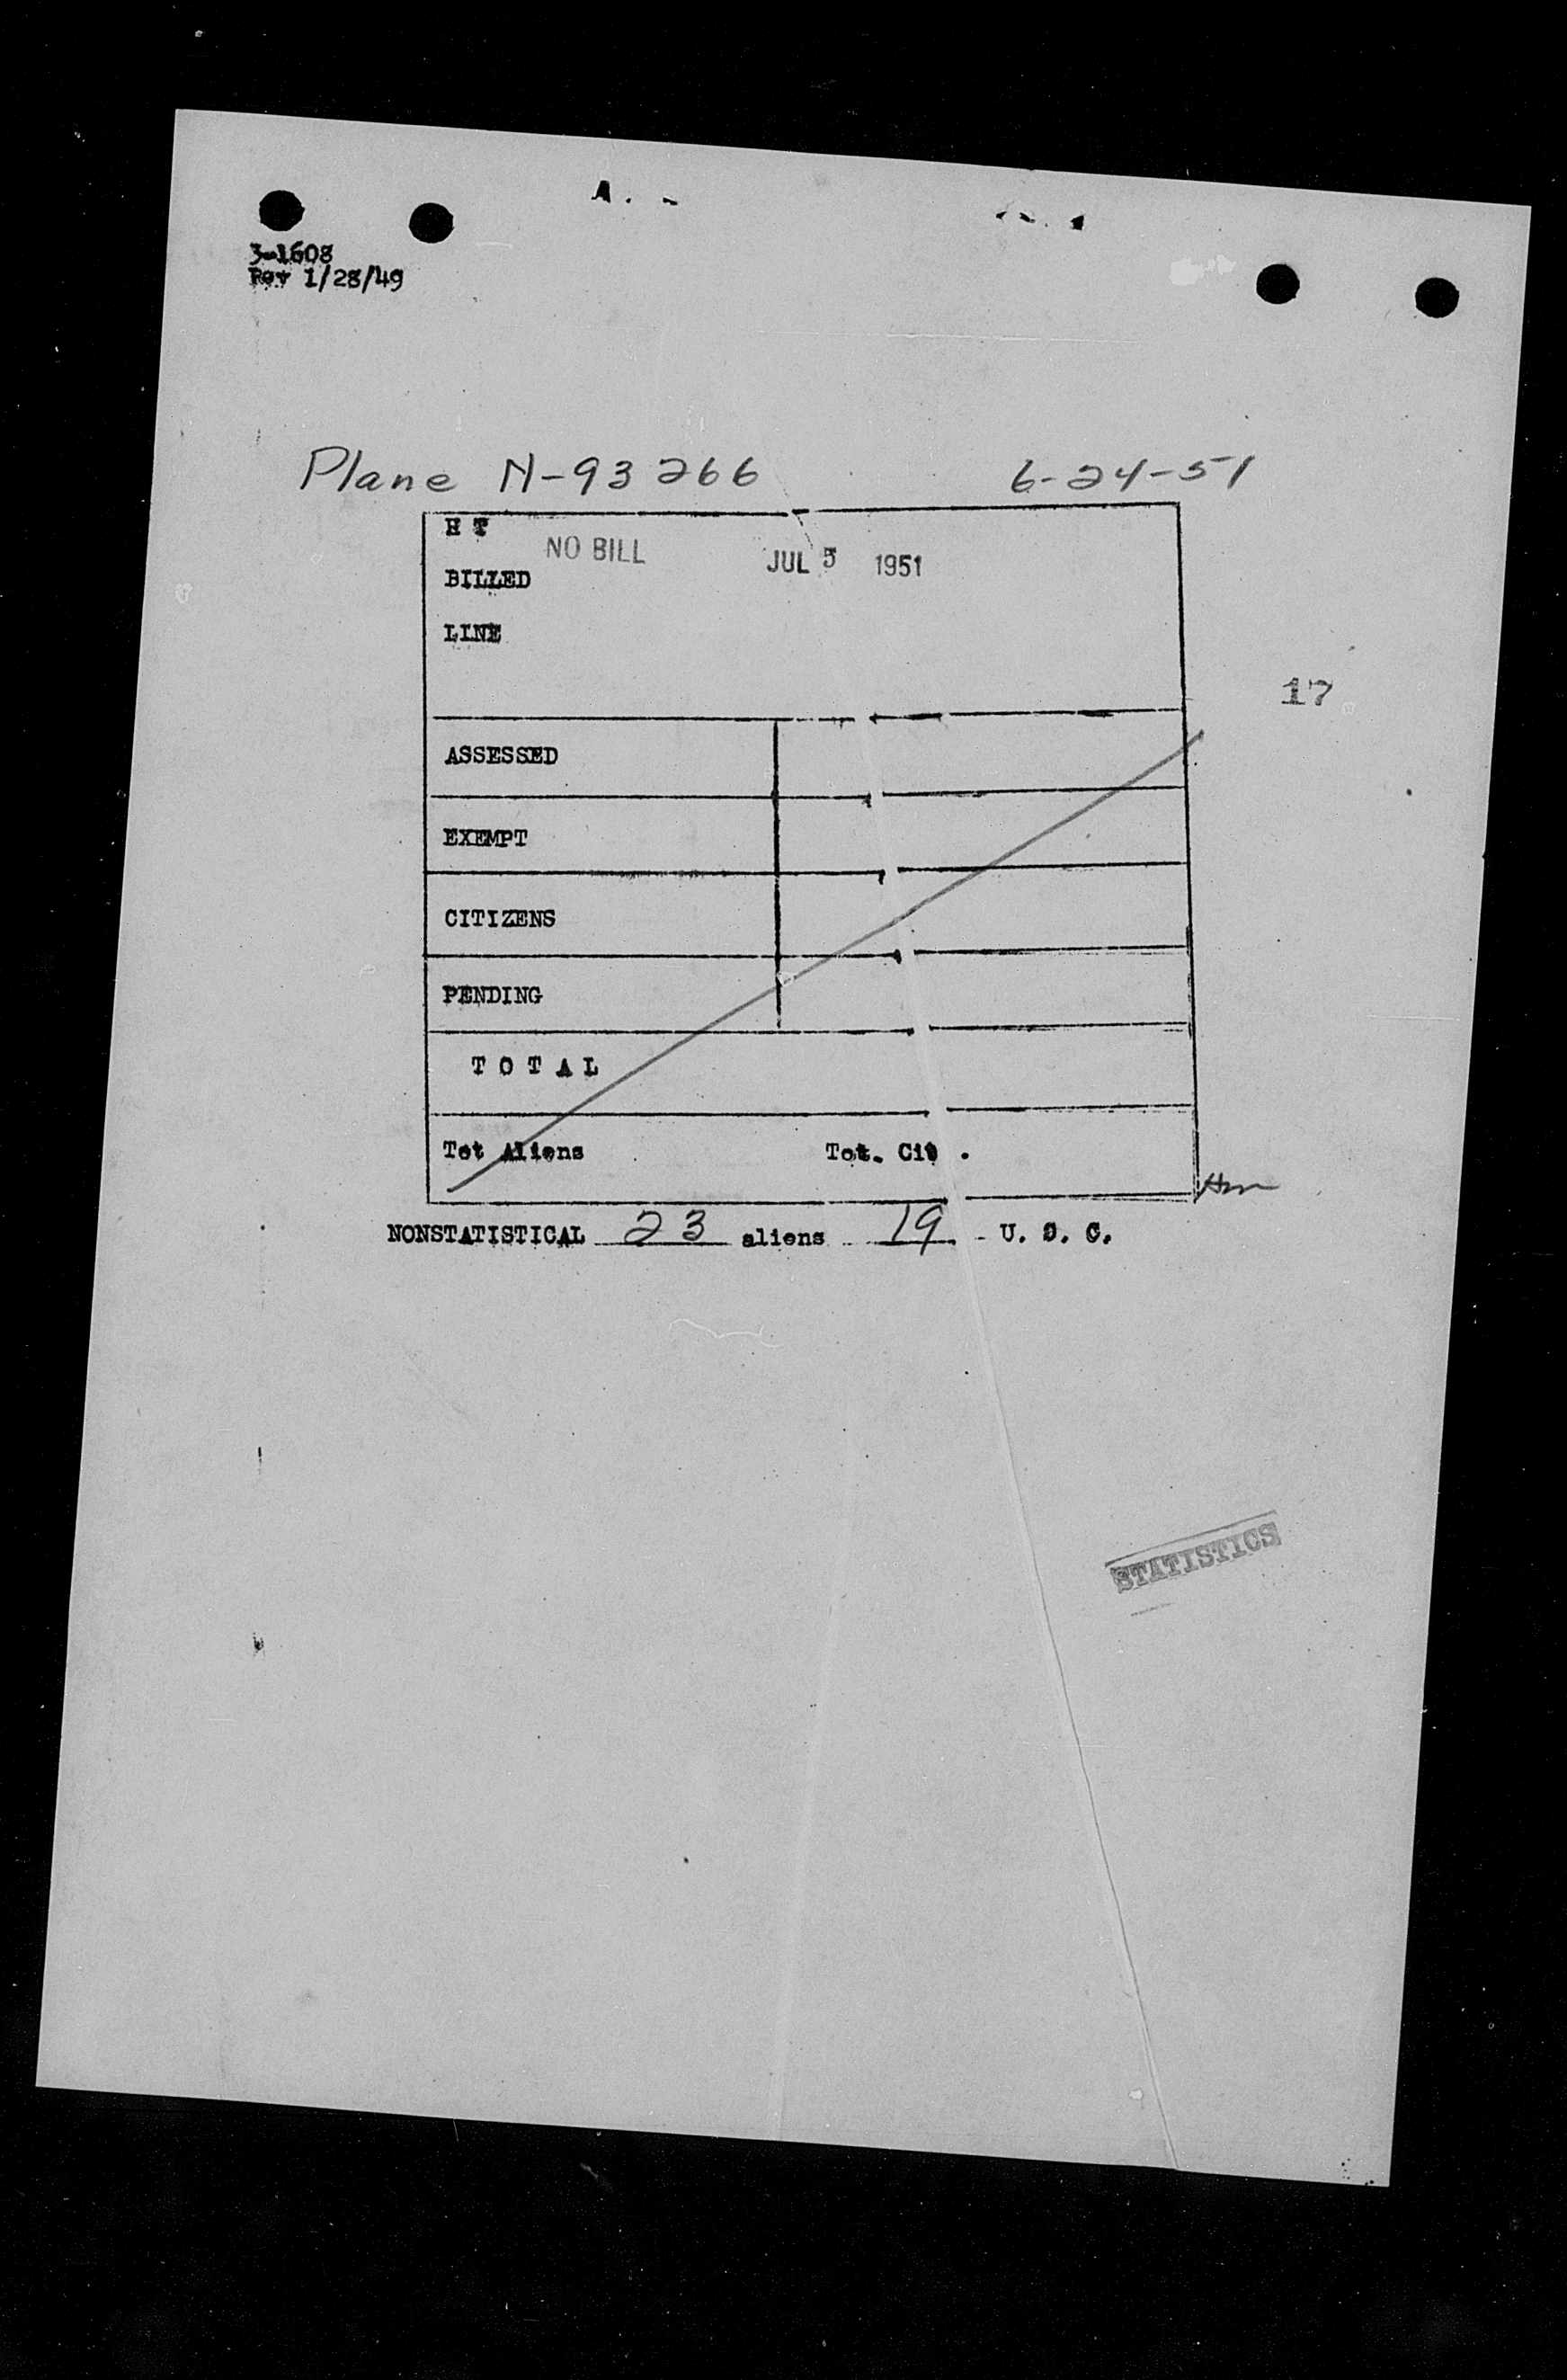 3-1608
Rev 1/28/49
Plane N-93266 6-24-51
H T
NO BILL JUL 5 1951
BILLED
LINE
17
ASSESSED
EXEMPT
CITIZENS
PENDING
T O T A L
Tot Aliens Tot. Cit.
NONSTATISTICAL 23 aliens 19 U. S. C.
STATISTICS